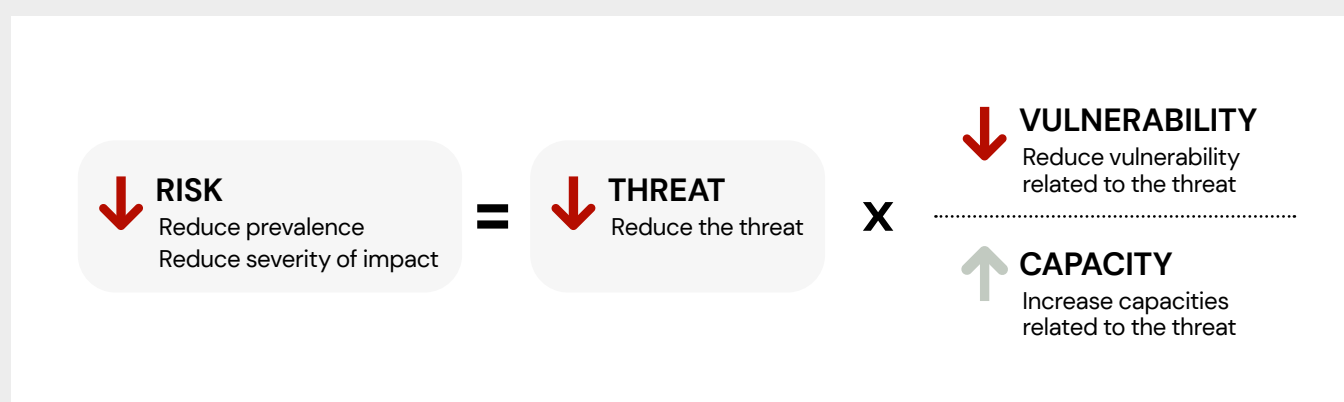 RISK
Reduce prevalence
Reduce severity of impact
=
THREAT
Reduce the threat
x
VULNERABILITY
Reduce vulnerability
related to the threat
CAPACITY
Increase capacities
related to the threat